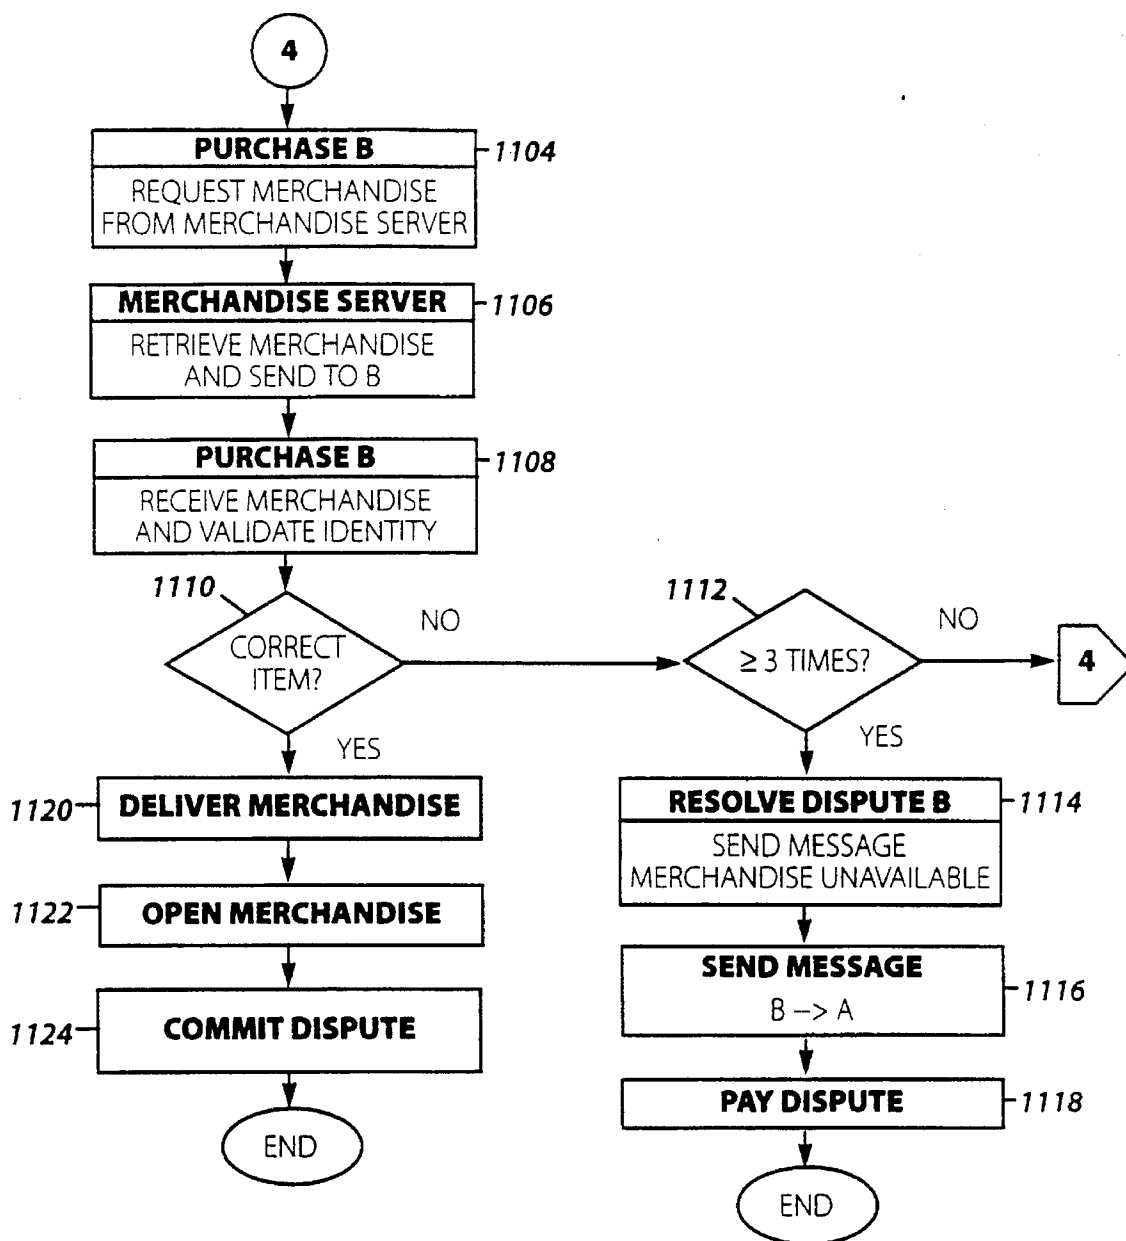 4
PURCHASE B
1104
REQUEST MERCHANDISE
FROM MERCHANDISE SERVER
MERCHANDISE SERVER
1106
RETRIEVE MERCHANDISE
AND SEND TO B
PURCHASE B
1108
RECEIVE MERCHANDISE
AND VALIDATE IDENTITY
1110
CORRECT
ITEM?
NO
1112
≥ 3 TIMES?
NO
4
YES
YES
1120
DELIVER MERCHANDISE
1122
OPEN MERCHANDISE
1124
COMMIT DISPUTE
END
RESOLVE DISPUTE B
1114
SEND MESSAGE
MERCHANDISE UNAVAILABLE
SEND MESSAGE
1116
B --> A
PAY DISPUTE
1118
END